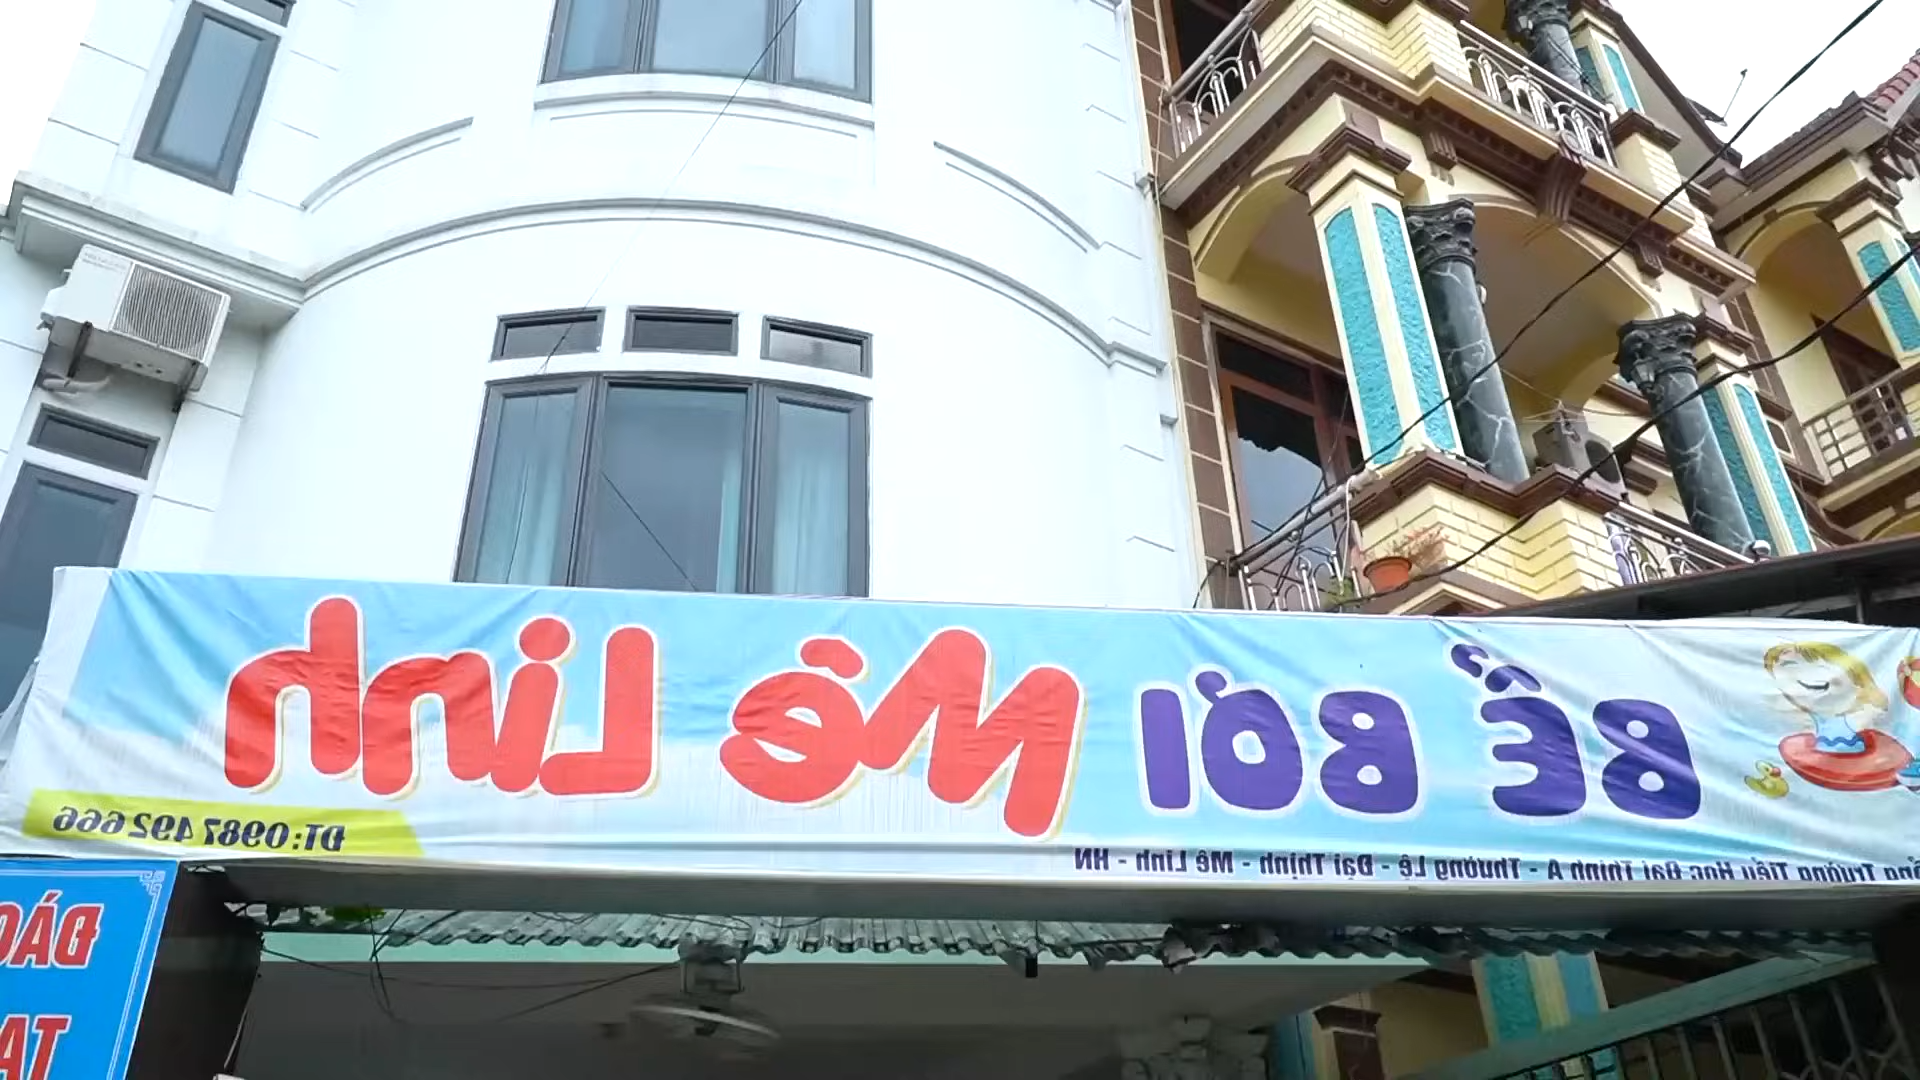 BỂ BƠI Mê Linh
ĐT: 0987 492 666
Trường Tiểu Học Đại Thịnh A - Thường Lệ - Đại Thịnh - Mê Linh - HN